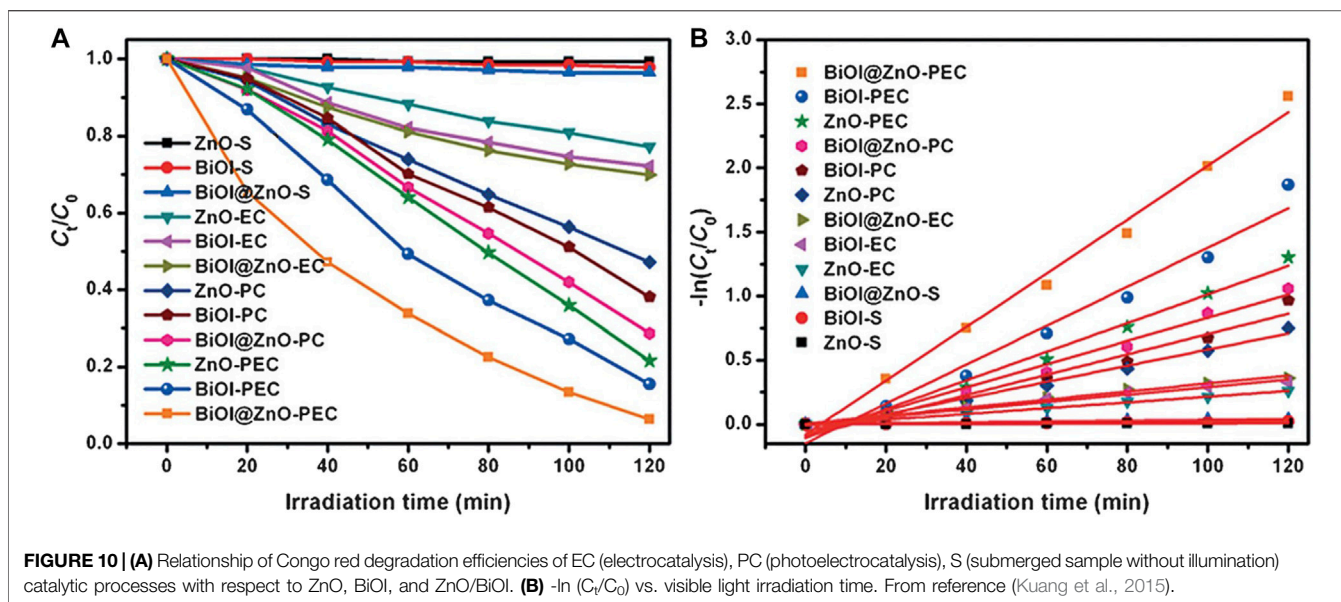 A
1.0
0.8
0.6
0.4
0.2
0.0
Ct/C0
ZnO-S
BiOI-S
BiOI@ZnO-S
ZnO-EC
BiOI-EC
BiOI@ZnO-EC
ZnO-PC
BiOI-PC
BiOI@ZnO-PC
ZnO-PEC
BiOI-PEC
BiOI@ZnO-PEC
0 20 40 60 80 100 120
Irradiation time (min)
B
3.0
2.5
2.0
1.5
1.0
0.5
0.0
-ln(Ct/C0)
BiOI@ZnO-PEC
BiOI-PEC
ZnO-PEC
BiOI@ZnO-PC
BiOI-PC
ZnO-PC
BiOI@ZnO-EC
BiOI-EC
ZnO-EC
BiOI@ZnO-S
BiOI-S
ZnO-S
0 20 40 60 80 100 120
Irradiation time (min)
FIGURE 10 | (A) Relationship of Congo red degradation efficiencies of EC (electrocatalysis), PC (photoelectrocatalysis), S (submerged sample without illumination)
catalytic processes with respect to ZnO, BiOI, and ZnO/BiOI. (B) -ln (Ct/C0) vs. visible light irradiation time. From reference (Kuang et al., 2015).